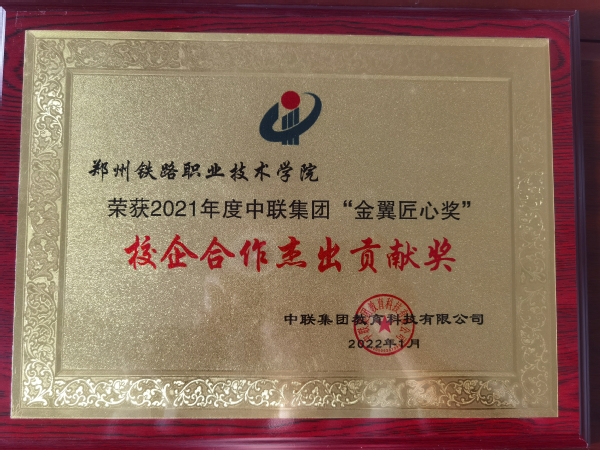 郑州铁路职业技术学院
荣获2021年度中联集团“金翼匠心奖”
校企合作杰出贡献奖
中联集团教育科技有限公司
2022年1月